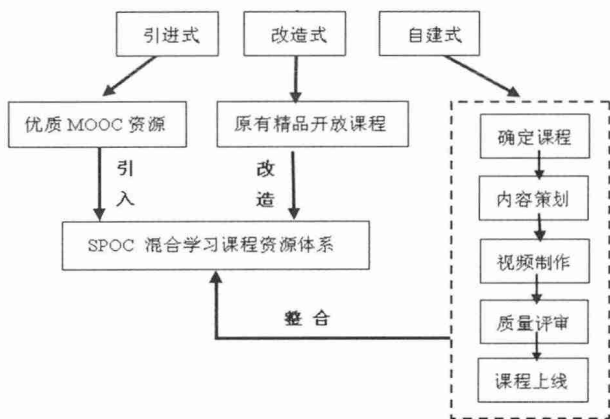 引进式
改造式
自建式
优质 MOOC 资源
原有精品开放课程
确定课程
引
入
改
造
内容策划
SPOC 混合学习课程资源体系
视频制作
整 合
质量评审
课程上线